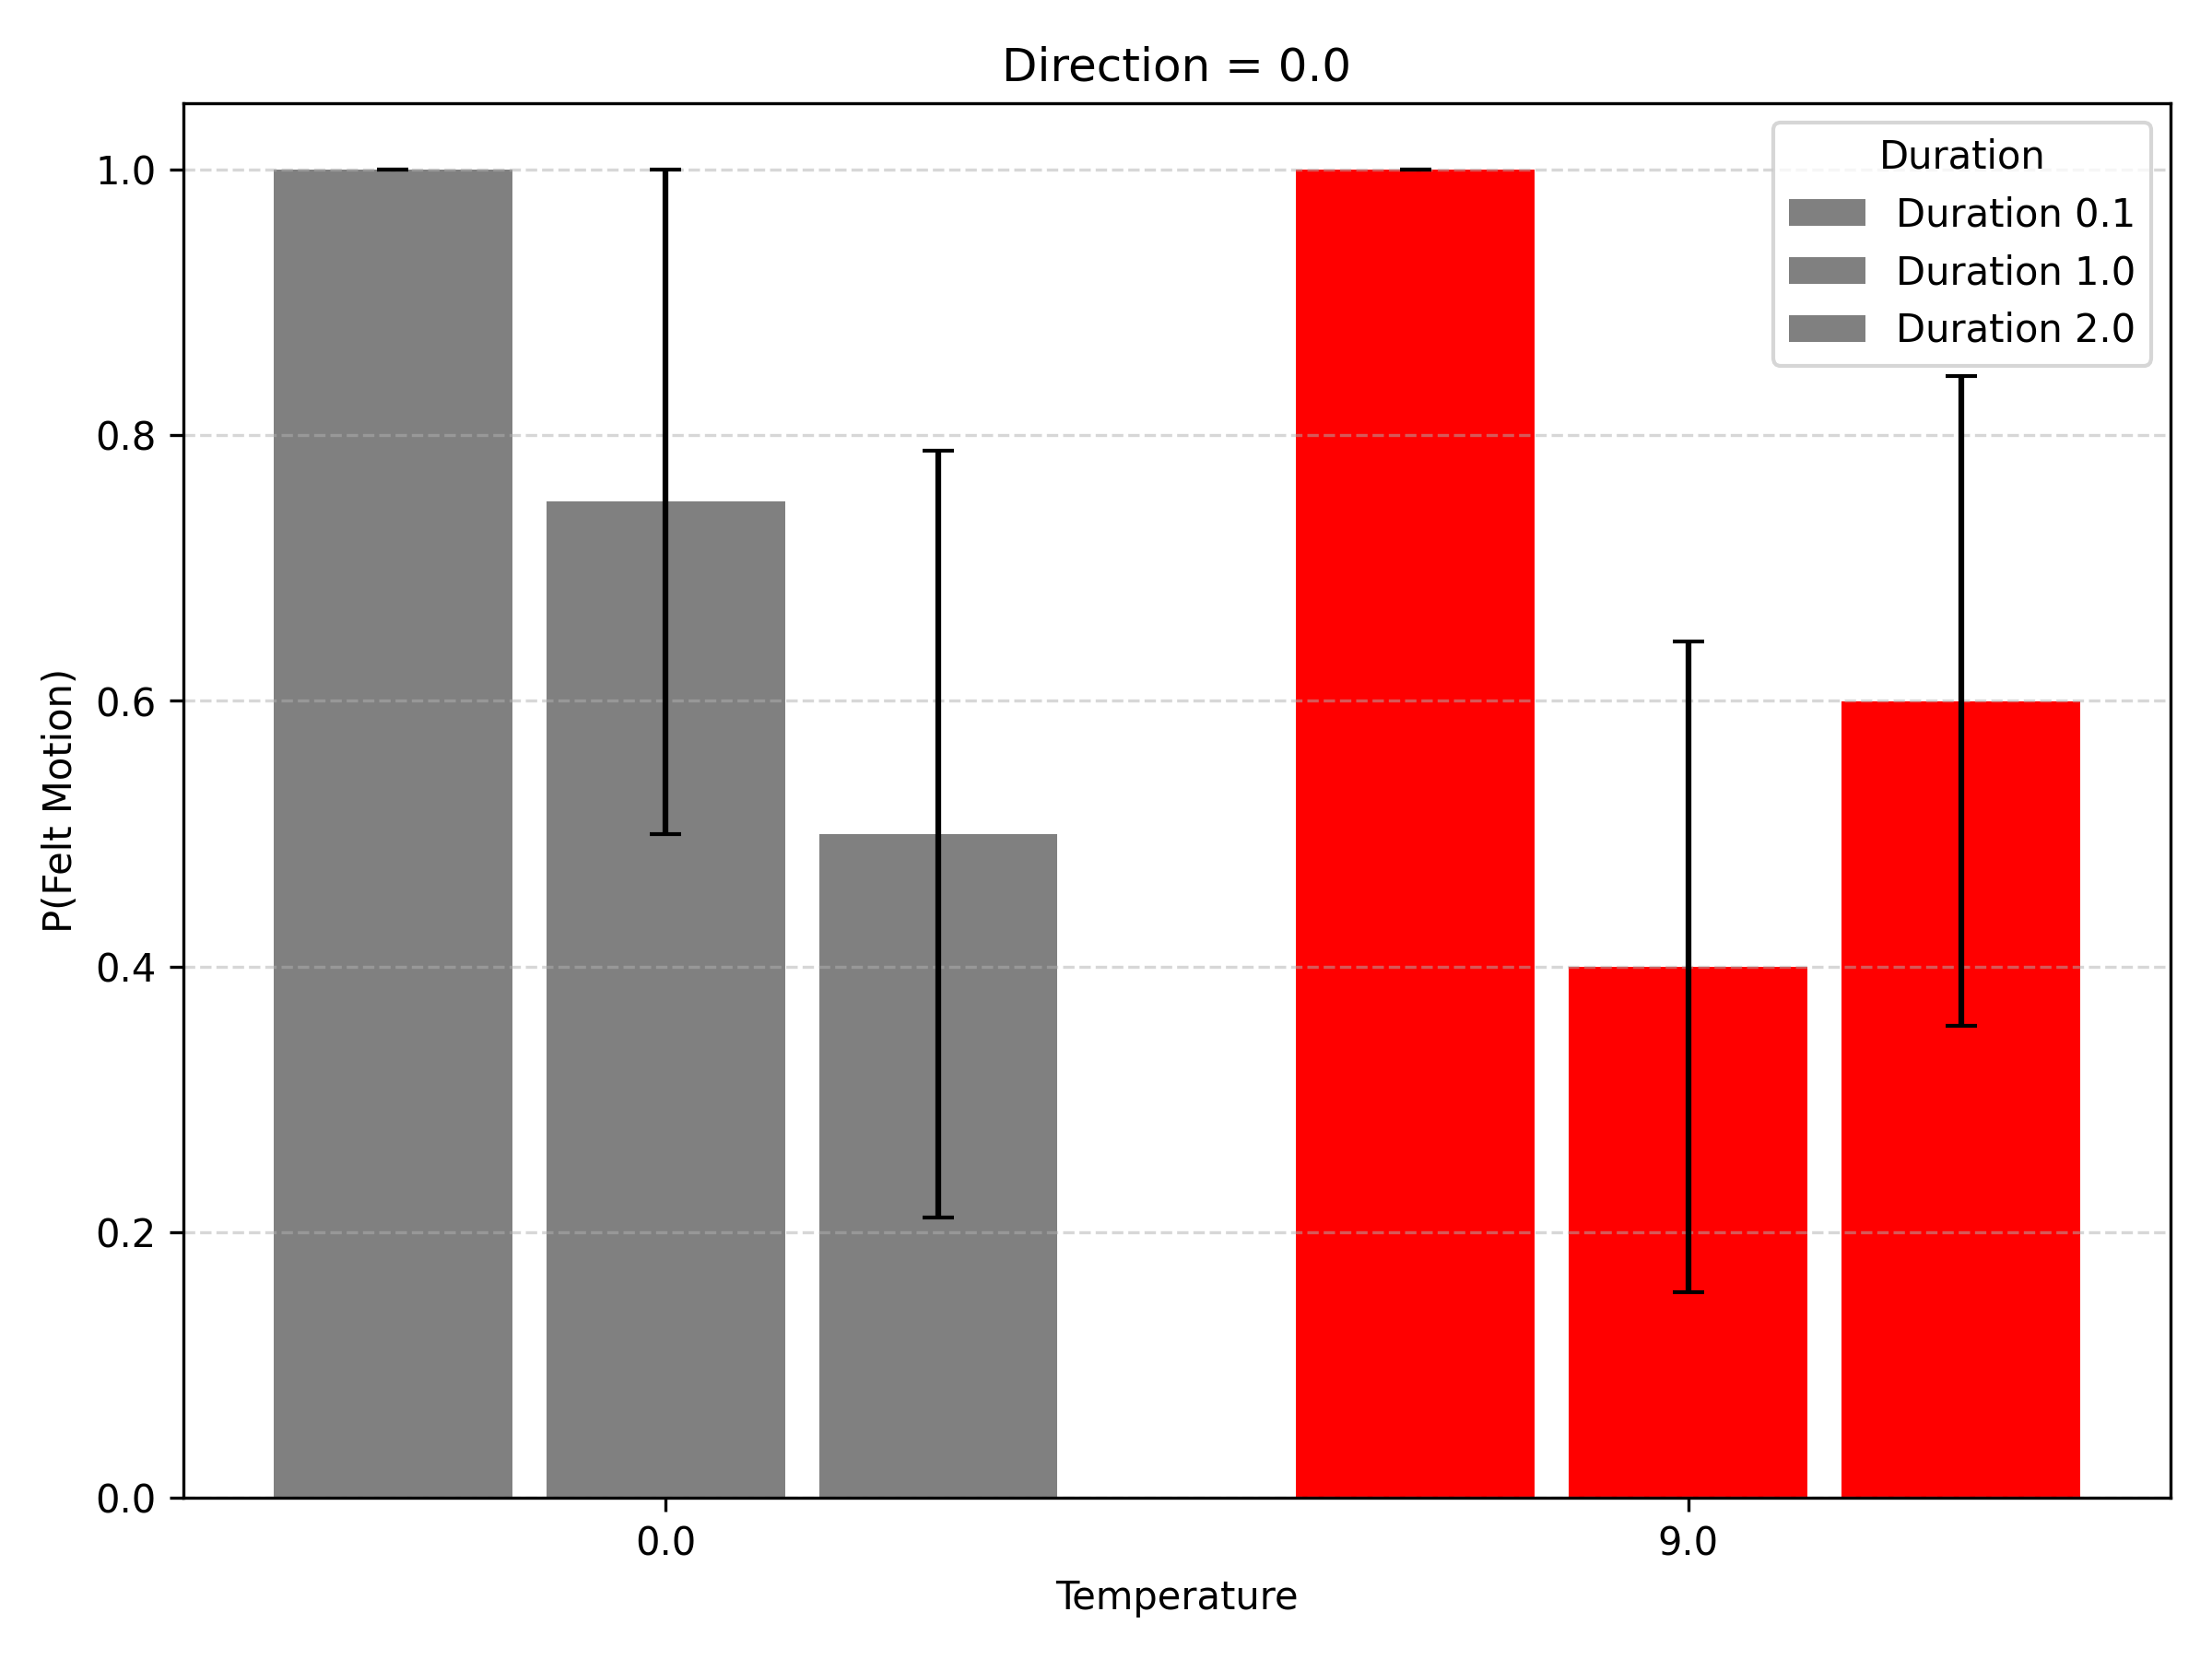 Direction = 0.0
Duration
Duration 0.1
Duration 1.0
Duration 2.0
P(Felt Motion)
1.0
0.8
0.6
0.4
0.2
0.0
0.0 9.0
Temperature